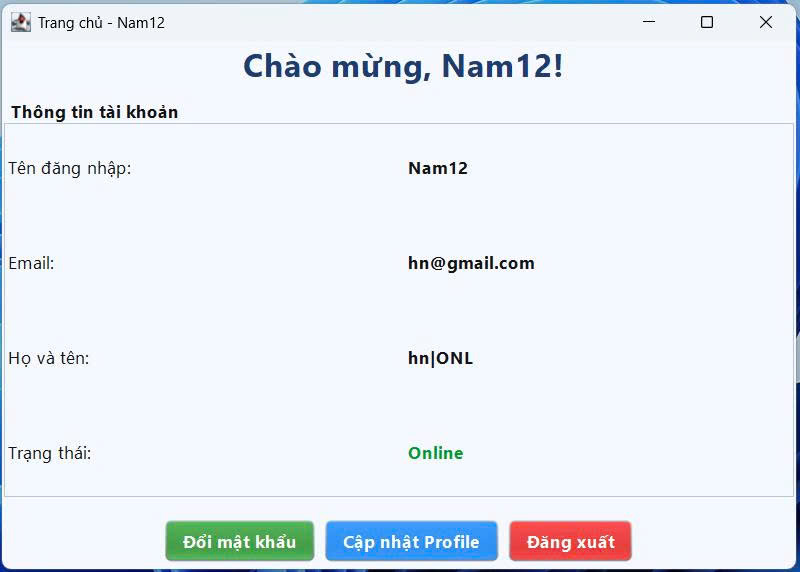 Trang chủ - Nam12
Chào mừng, Nam12!
Thông tin tài khoản
Tên đăng nhập: Nam12
Email: hn@gmail.com
Họ và tên: hn|ONL
Trạng thái: Online
Đổi mật khẩu Cập nhật Profile Đăng xuất